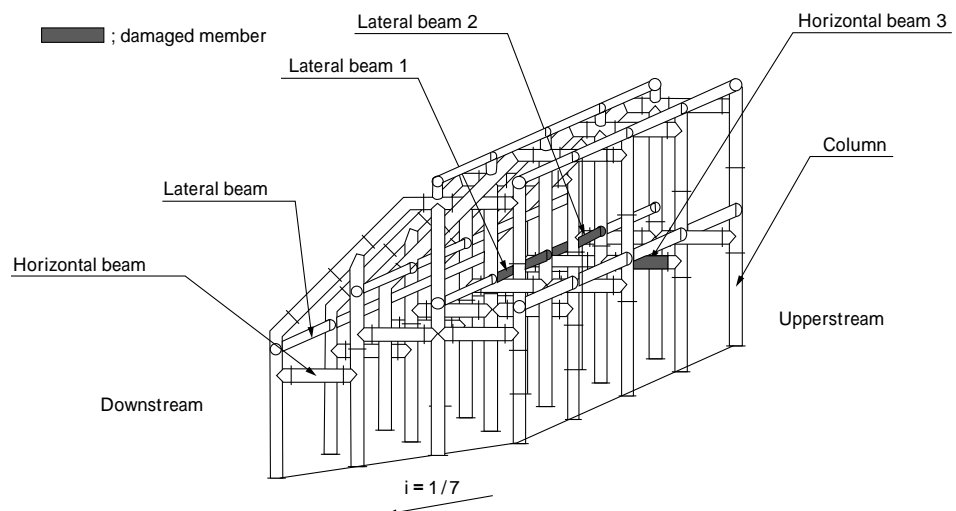 Lateral beam 2
Horizontal beam 3
; damaged member
Lateral beam 1
Column
Lateral beam
Horizontal beam
Upperstream
Downstream
i = 1 / 7